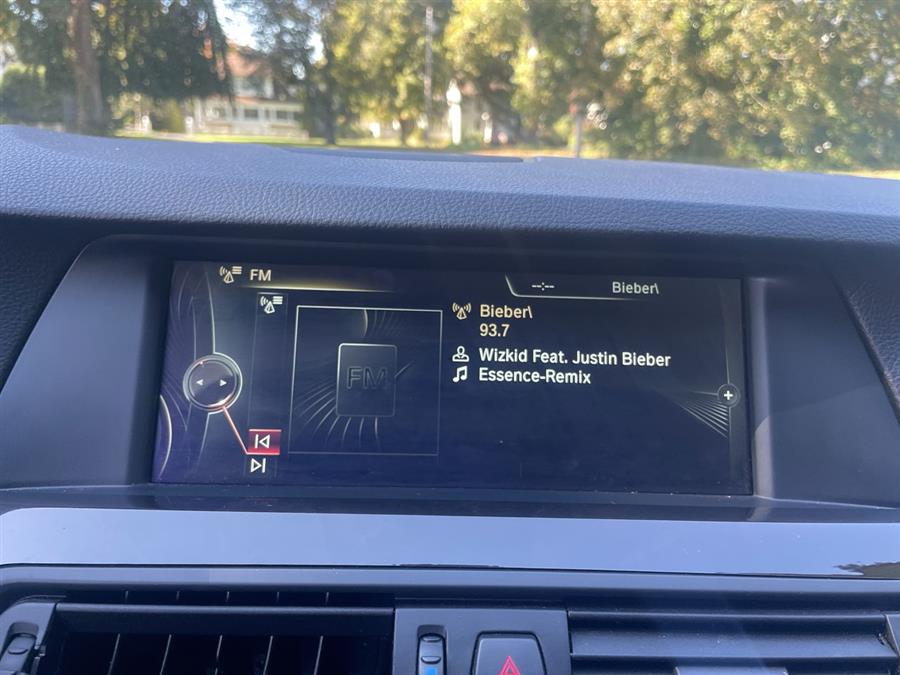 FM
--:-- Bieber\
Bieber\
93.7
Wizkid Feat. Justin Bieber
Essence-Remix
FM